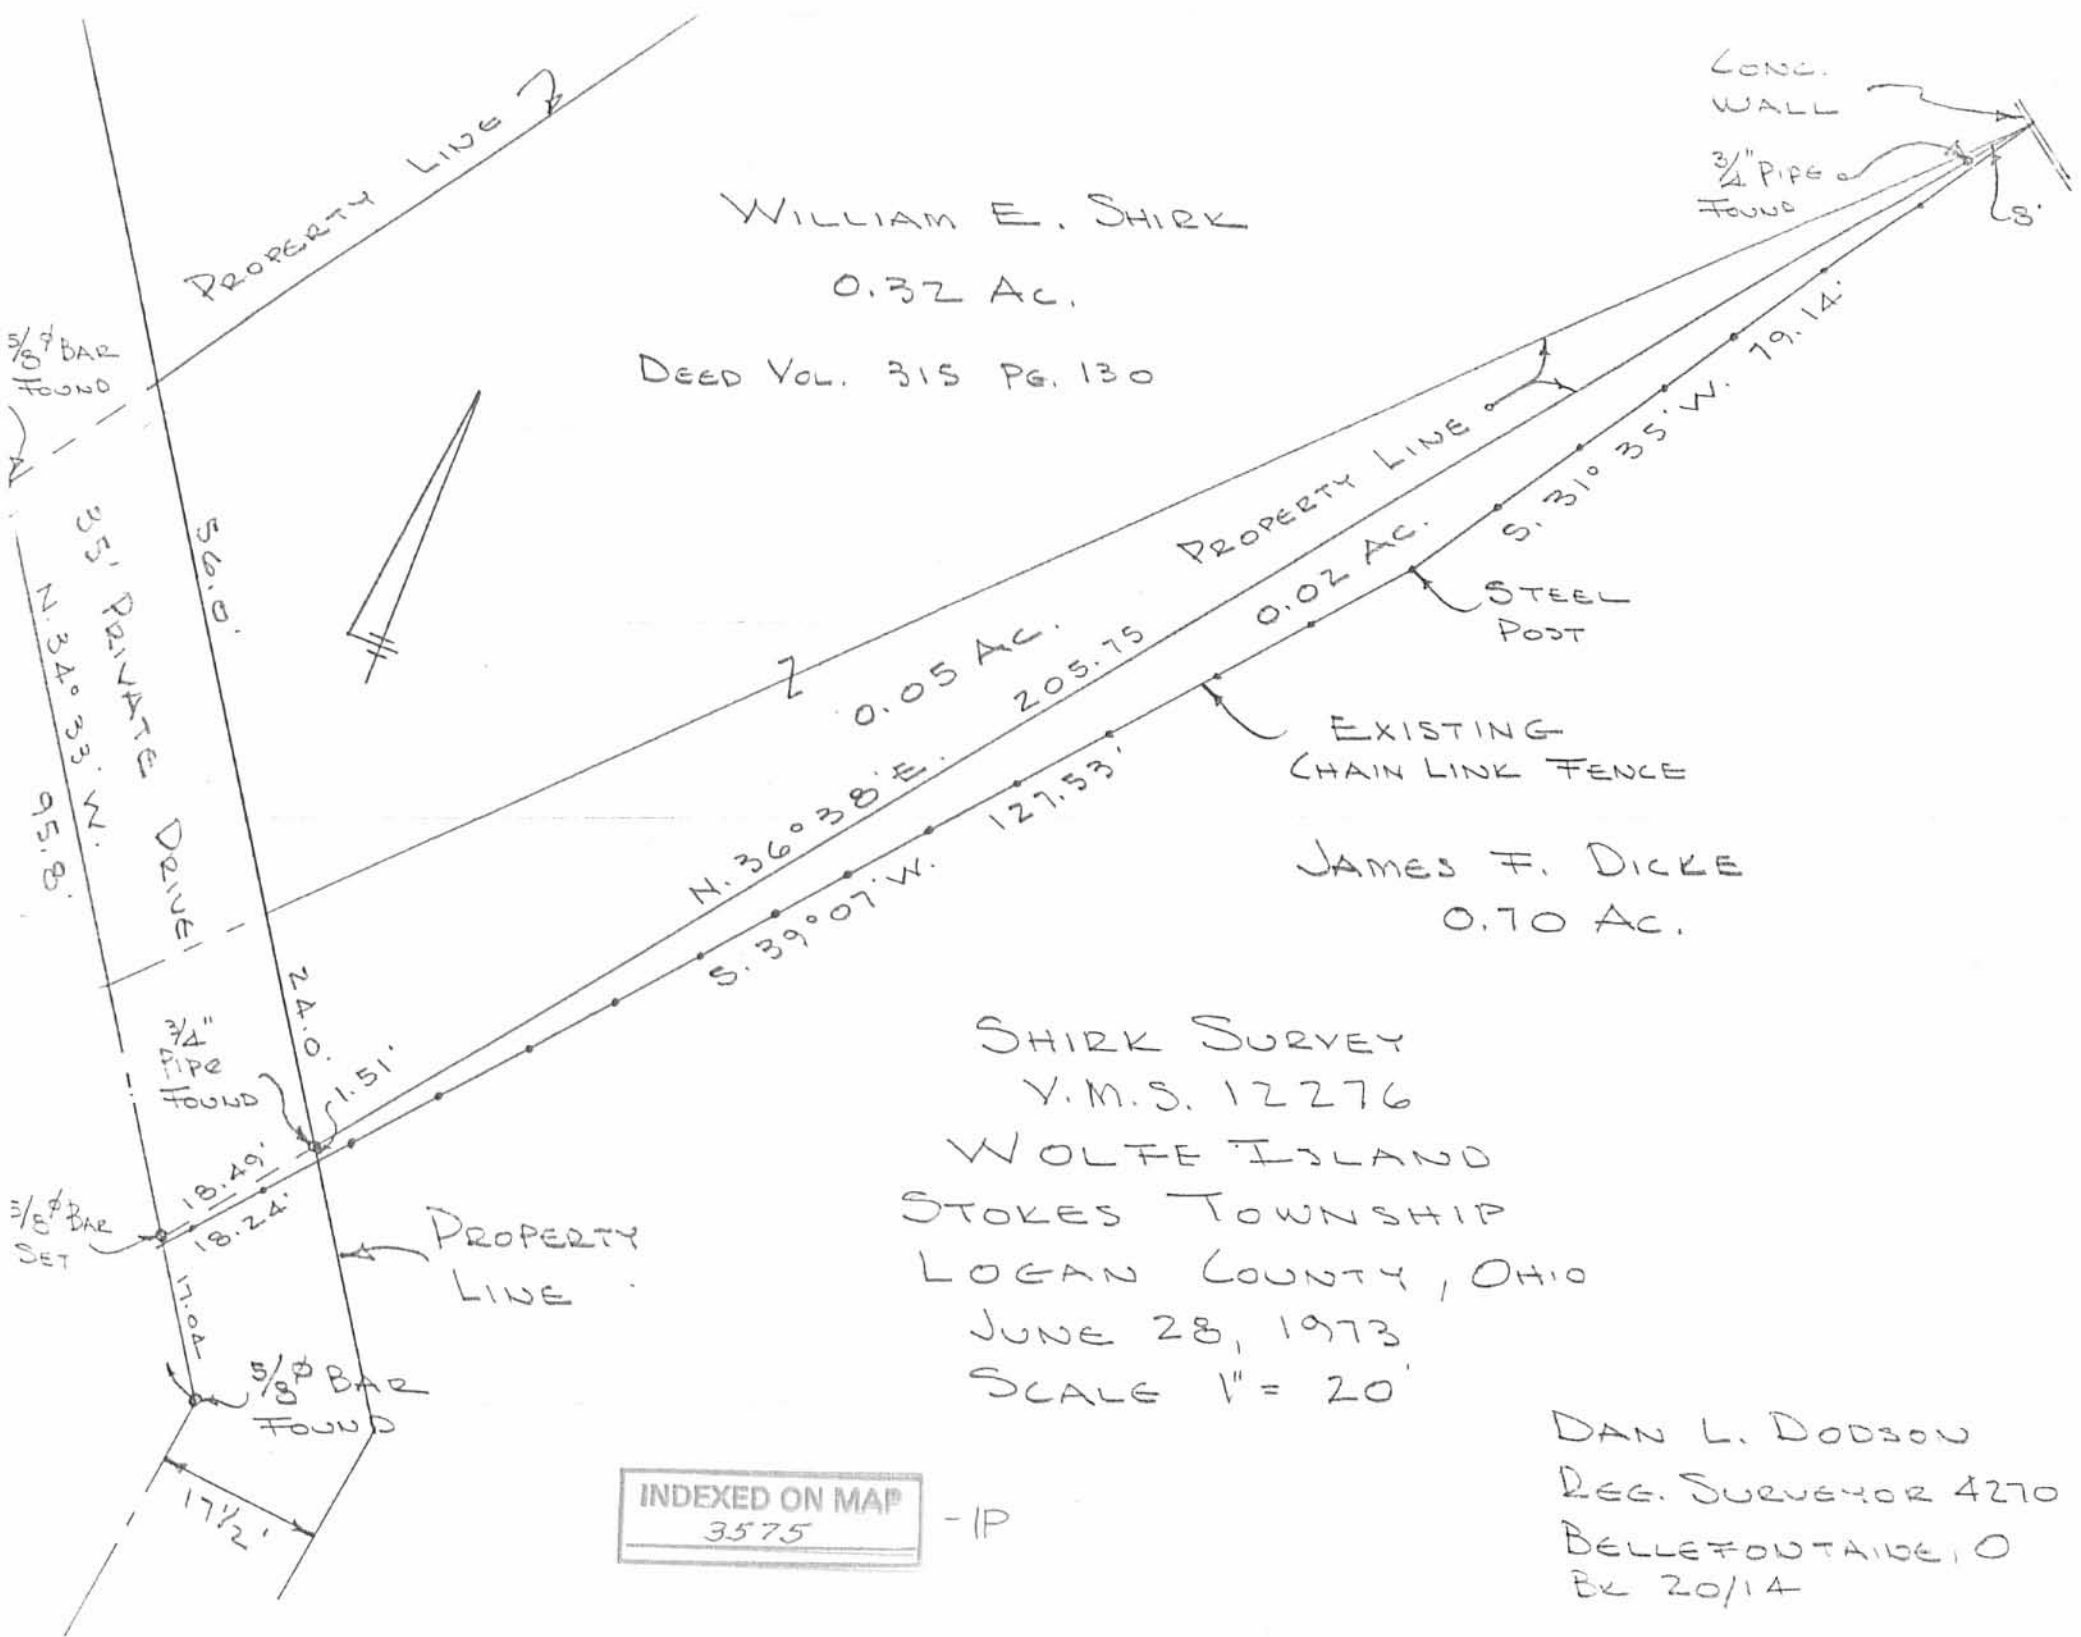 CONC.
WALL
3/4" PIPE
FOUND
8'
PROPERTY LINE
WILLIAM E. SHIRK
0.32 AC.
DEED VOL. 315 PG. 130
5/8"ø BAR
FOUND
35' PRIVATE DRIVE
56.0'
N. 34° 33' W.
95.8'
PROPERTY LINE
79.14'
S. 31° 35' W.
0.02 AC.
STEEL
POST
0.05 AC.
205.75
N. 36° 38' E.
EXISTING
CHAIN LINK FENCE
127.53'
S. 39° 07' W.
JAMES F. DICKE
0.70 AC.
24.0'
3/4"
PIPE
FOUND
1.51'
18.49'
18.24'
5/8"ø BAR
SET
17.04
PROPERTY
LINE
5/8"ø BAR
FOUND
17 1/2'
SHIRK SURVEY
V.M.S. 12276
WOLFE ISLAND
STOKES TOWNSHIP
LOGAN COUNTY, OHIO
JUNE 28, 1973
SCALE 1" = 20'
INDEXED ON MAP
3575
-1P
DAN L. DODSON
REG. SURVEYOR 4270
BELLEFONTAINE, O
BK 20/14